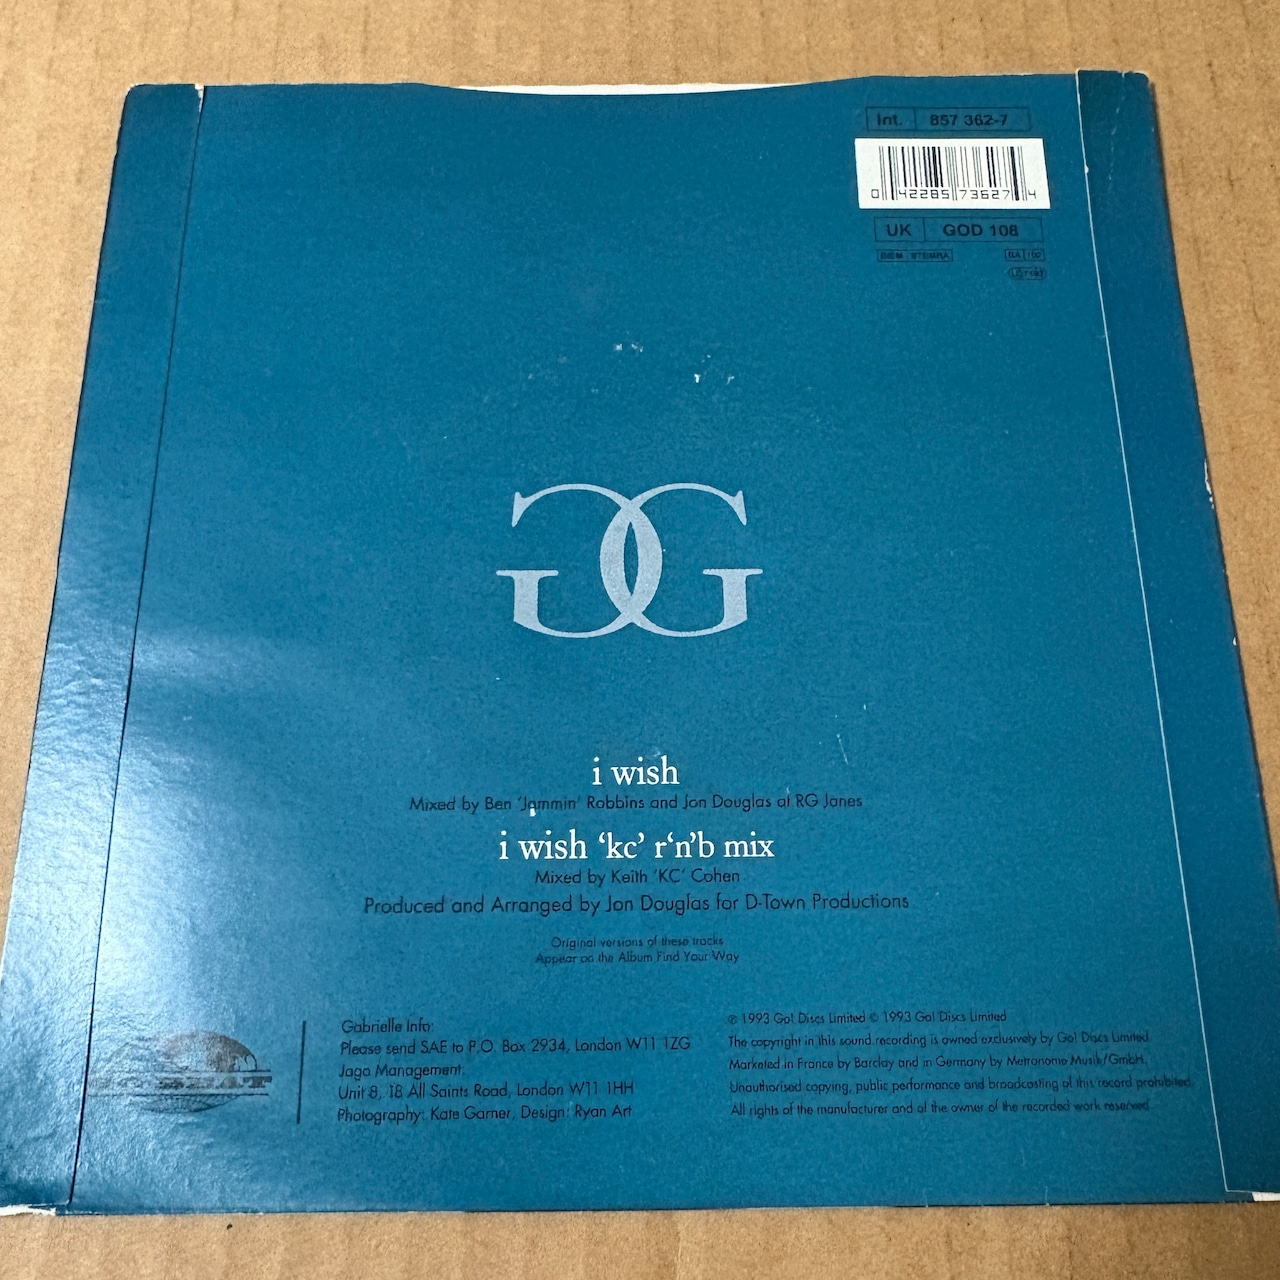 Int. 857 362-7
0 42285 73627 4
UK GOD 108
BIEM STEMRA BA 100
LC 7193
GG
i wish
Mixed by Ben 'Jammin' Robbins and Jon Douglas at RG Janes
i wish ‘kc’ r‘n’b mix
Mixed by Keith 'KC' Cohen
Produced and Arranged by Jon Douglas for D-Town Productions
Original versions of these tracks
Appear on the Album Find Your Way
Gabrielle Info:
Please send SAE to P.O. Box 2934, London W11 1ZG
Jago Management:
Unit 8, 18 All Saints Road, London W11 1HH
Photography: Kate Garner, Design: Ryan Art
℗ 1993 Go! Discs Limited © 1993 Go! Discs Limited
The copyright in this sound recording is owned exclusively by Go! Discs Limited.
Marketed in France by Barclay and in Germany by Metronome Musik/GmbH.
Unauthorised copying, public performance and broadcasting of this record prohibited.
All rights of the manufacturer and of the owner of the recorded work reserved.